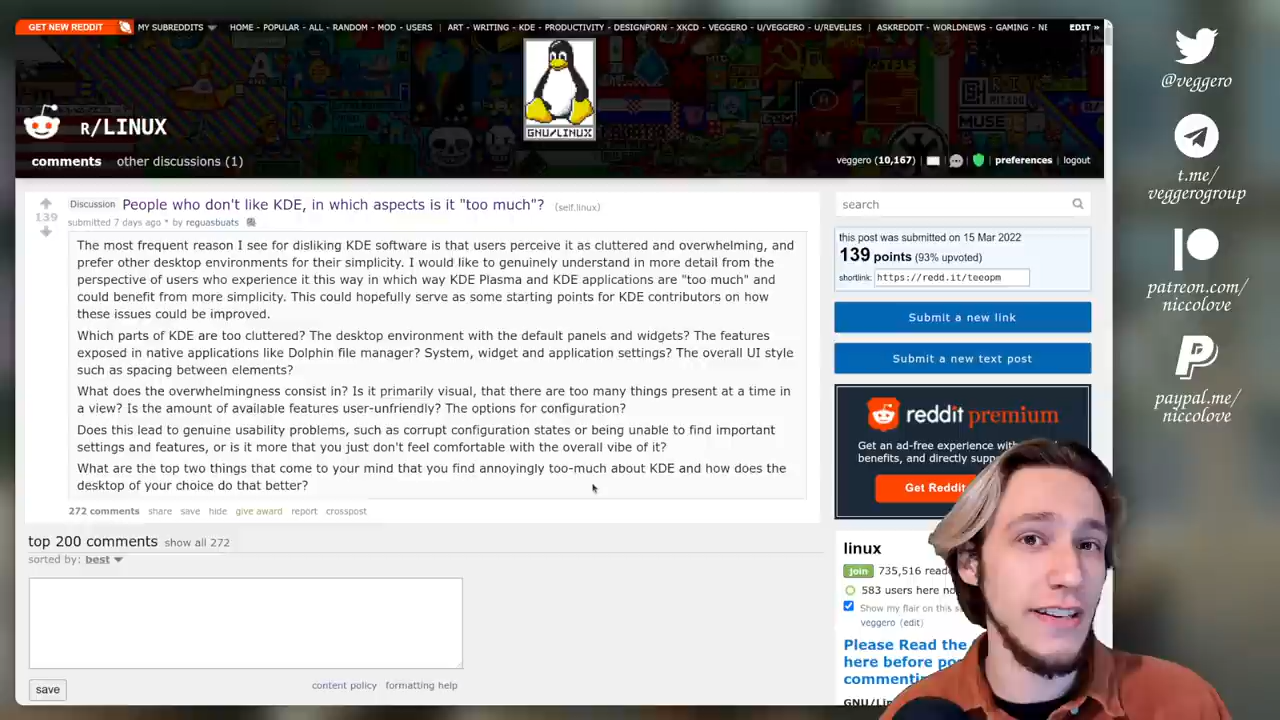 GET NEW REDDIT
MY SUBREDDITS
HOME - POPULAR - ALL - RANDOM - MOD - USERS | ART - WRITING - KDE - PRODUCTIVITY - DESIGNPORN - XKCD - VEGGERO - U/VEGGERO - U/REVELIES | ASKREDDIT - WORLDNEWS - GAMING - NE
EDIT »
GNU/LINUX
R/LINUX
comments other discussions (1)
veggero (10,167) preferences logout
139
Discussion People who don't like KDE, in which aspects is it "too much"? (self.linux)
submitted 7 days ago * by reguasbuats
The most frequent reason I see for disliking KDE software is that users perceive it as cluttered and overwhelming, and
prefer other desktop environments for their simplicity. I would like to genuinely understand in more detail from the
perspective of users who experience it this way in which way KDE Plasma and KDE applications are "too much" and
could benefit from more simplicity. This could hopefully serve as some starting points for KDE contributors on how
these issues could be improved.
Which parts of KDE are too cluttered? The desktop environment with the default panels and widgets? The features
exposed in native applications like Dolphin file manager? System, widget and application settings? The overall UI style
such as spacing between elements?
What does the overwhelmingness consist in? Is it primarily visual, that there are too many things present at a time in
a view? Is the amount of available features user-unfriendly? The options for configuration?
Does this lead to genuine usability problems, such as corrupt configuration states or being unable to find important
settings and features, or is it more that you just don't feel comfortable with the overall vibe of it?
What are the top two things that come to your mind that you find annoyingly too-much about KDE and how does the
desktop of your choice do that better?
272 comments share save hide give award report crosspost
top 200 comments show all 272
sorted by: best
save
content policy formatting help
search
this post was submitted on 15 Mar 2022
139 points (93% upvoted)
shortlink: https://redd.it/teeopm
Submit a new link
Submit a new text post
reddit premium
Get an ad-free experience with
benefits, and directly
Get Reddit
linux
join 735,516
583 users here
Show my flair on this
veggero (edit)
Please Read the
here before
commenting
@veggero
t.me/
veggerogroup
patreon.com/
niccolove
paypal.me/
niccolove